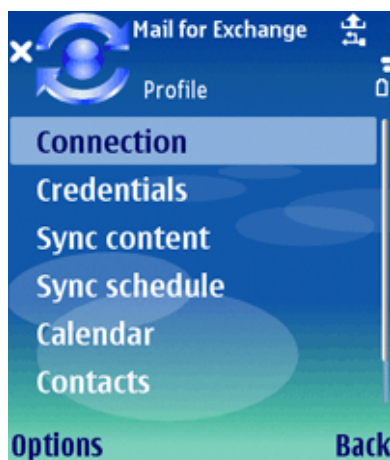 Mail for Exchange
Profile
Connection
Credentials
Sync content
Sync schedule
Calendar
Contacts
Options Back